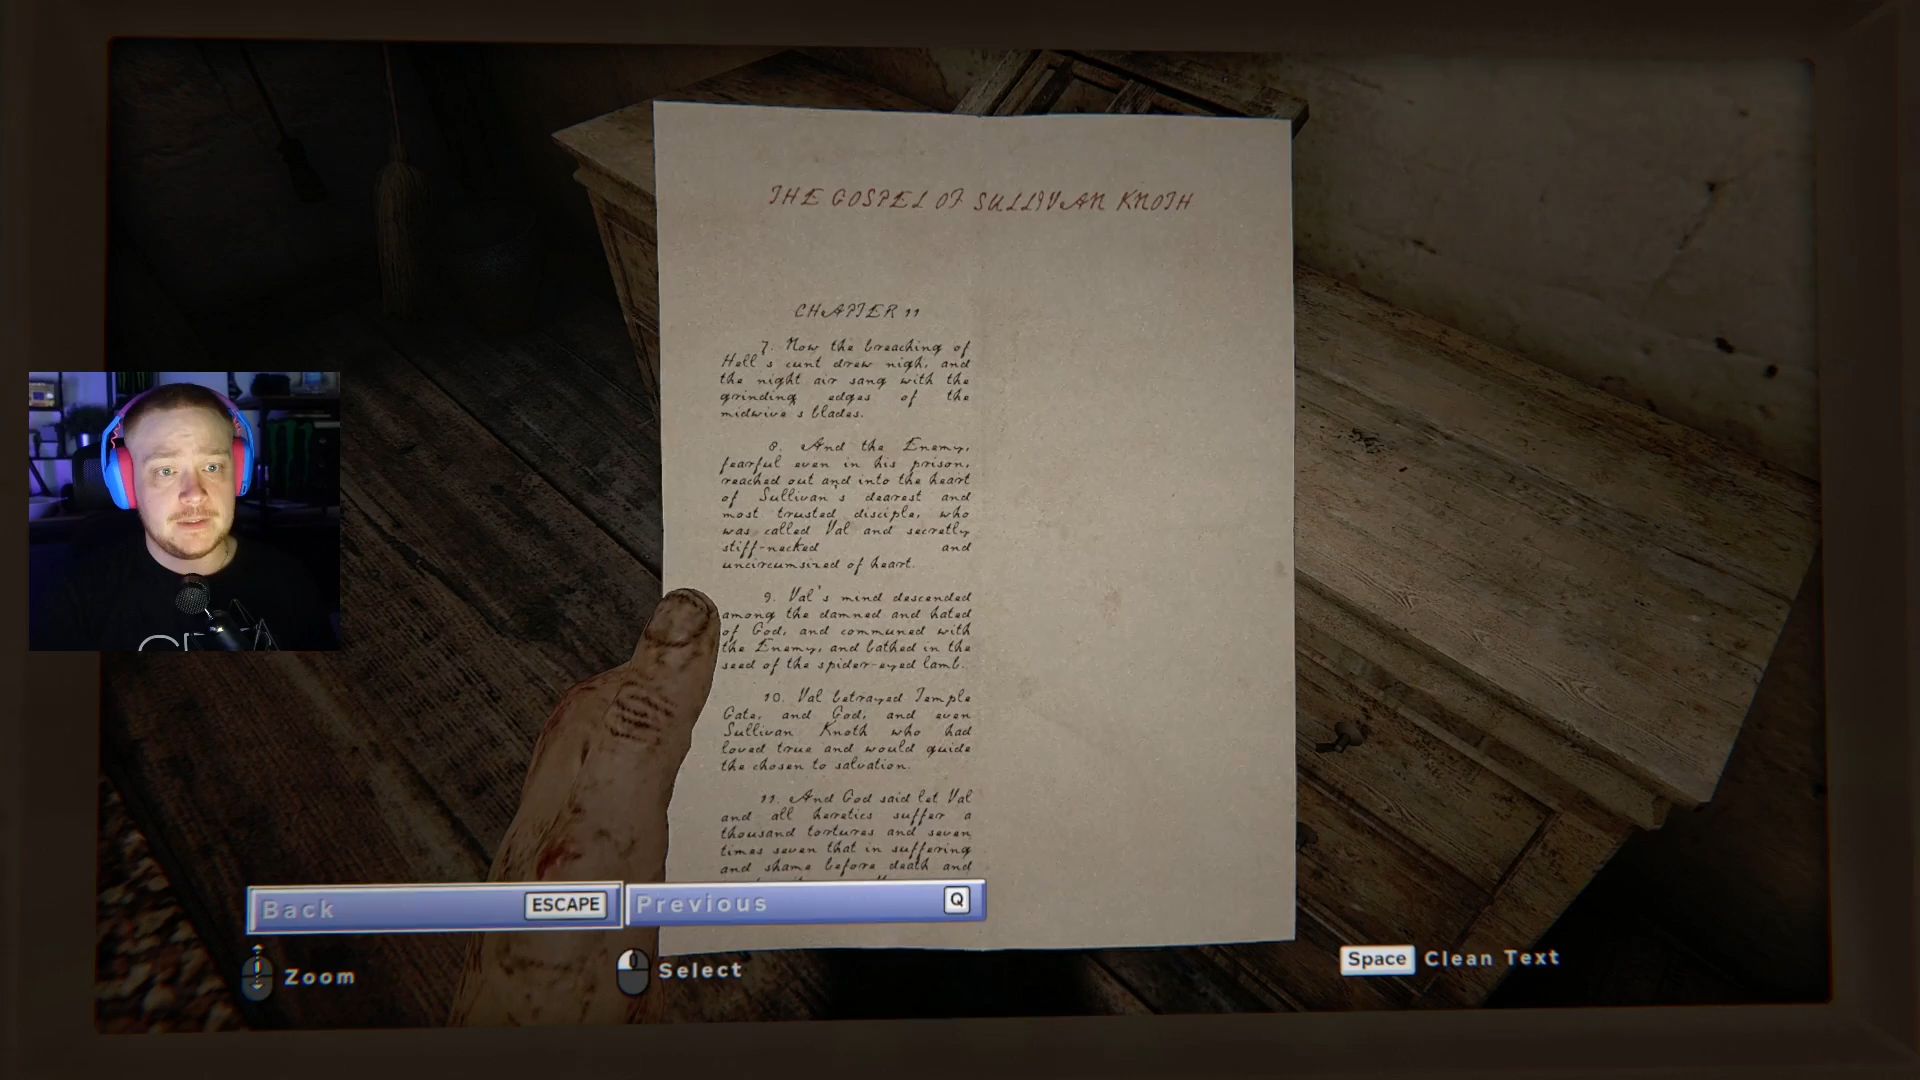 THE GOSPEL OF SULLIVAN KNOTH
CHAPTER 11
7. Now the breaching of
Hell's cunt drew nigh, and
the night air sang with the
grinding edges of the
midwive's blades.
8. And the Enemy,
fearful even in his prison,
reached out and into the heart
of Sullivan's dearest and
most trusted disciple, who
was called Val and secretly
stiff-necked and
uncircumsized of heart.
9. Val's mind descended
among the damned and hated
of God, and communed with
the Enemy, and bathed in the
seed of the spider-eyed lamb.
10. Val betrayed Temple
Gate, and God, and even
Sullivan Knoth who had
loved true and would guide
the chosen to salvation.
11. And God said let Val
and all herretics suffer a
thousand tortures and seven
times seven that in suffering
and shame before death and
Back ESCAPE
Previous Q
Zoom
Select
Space Clean Text